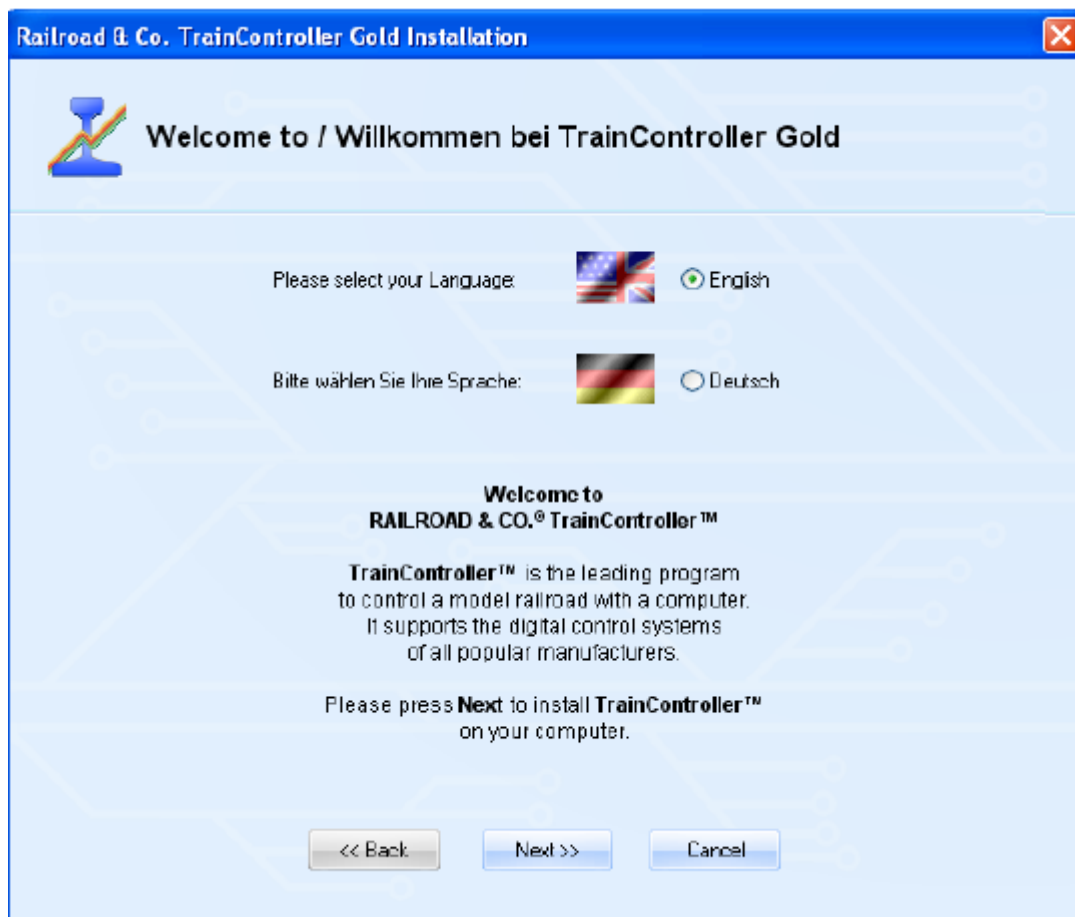 Railroad & Co. TrainController Gold Installation
Welcome to / Willkommen bei TrainController Gold
Please select your Language:
English
Bitte wählen Sie Ihre Sprache:
Deutsch
Welcome to
RAILROAD & CO.® TrainController™
TrainController™ is the leading program
to control a model railroad with a computer.
It supports the digital control systems
of all popular manufacturers.
Please press Next to install TrainController™
on your computer.
<< Back
Next >>
Cancel